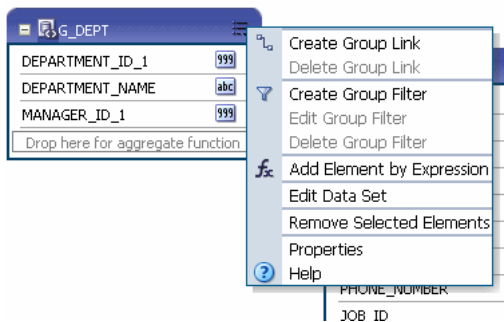 G_DEPT
DEPARTMENT_ID_1 999
DEPARTMENT_NAME abc
MANAGER_ID_1 999
Drop here for aggregate function
Create Group Link
Delete Group Link
Create Group Filter
Edit Group Filter
Delete Group Filter
fx Add Element by Expression
Edit Data Set
Remove Selected Elements
Properties
? Help
PHONE_NUMBER
JOB_ID